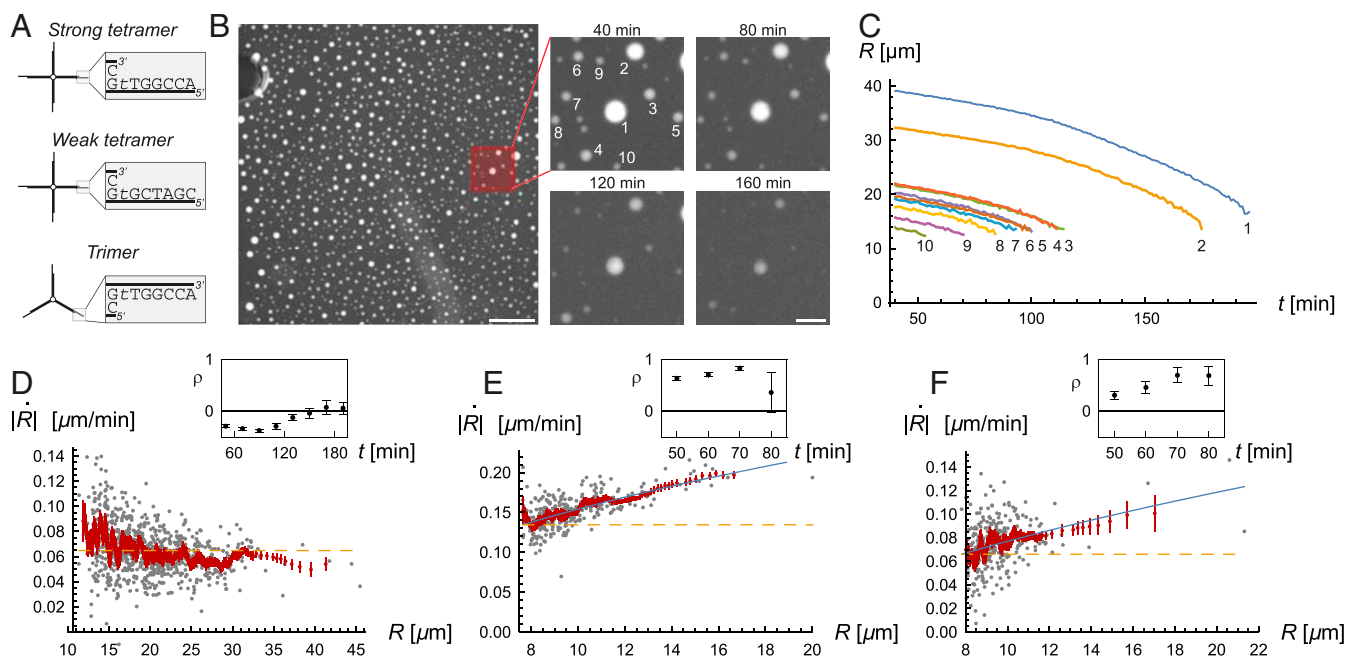 A
Strong tetramer
3'
C
GtTGGCCA
5'
Weak tetramer
3'
C
GtGCTAGC
5'
Trimer
3'
GtTGGCCA
C
5'
B
40 min
6
9
2
7
3
8
1
5
4
10
80 min
120 min
160 min
C
R [µm]
40
30
20
10
0
50
100
150
t [min]
10
9
8
7
6
5
4
3
2
1
D
ρ
1
0
60
120
180
t [min]
|Ṙ| [µm/min]
0.14
0.12
0.10
0.08
0.06
0.04
0.02
10
15
20
25
30
35
40
45
R [µm]
E
ρ
1
0
50
60
70
80
t [min]
|Ṙ| [µm/min]
0.20
0.15
0.10
0.05
0.00
8
10
12
14
16
18
20
R [µm]
F
ρ
1
0
50
60
70
80
t [min]
|Ṙ| [µm/min]
0.14
0.12
0.10
0.08
0.06
0.04
0.02
0.00
8
10
12
14
16
18
20
22
R [µm]